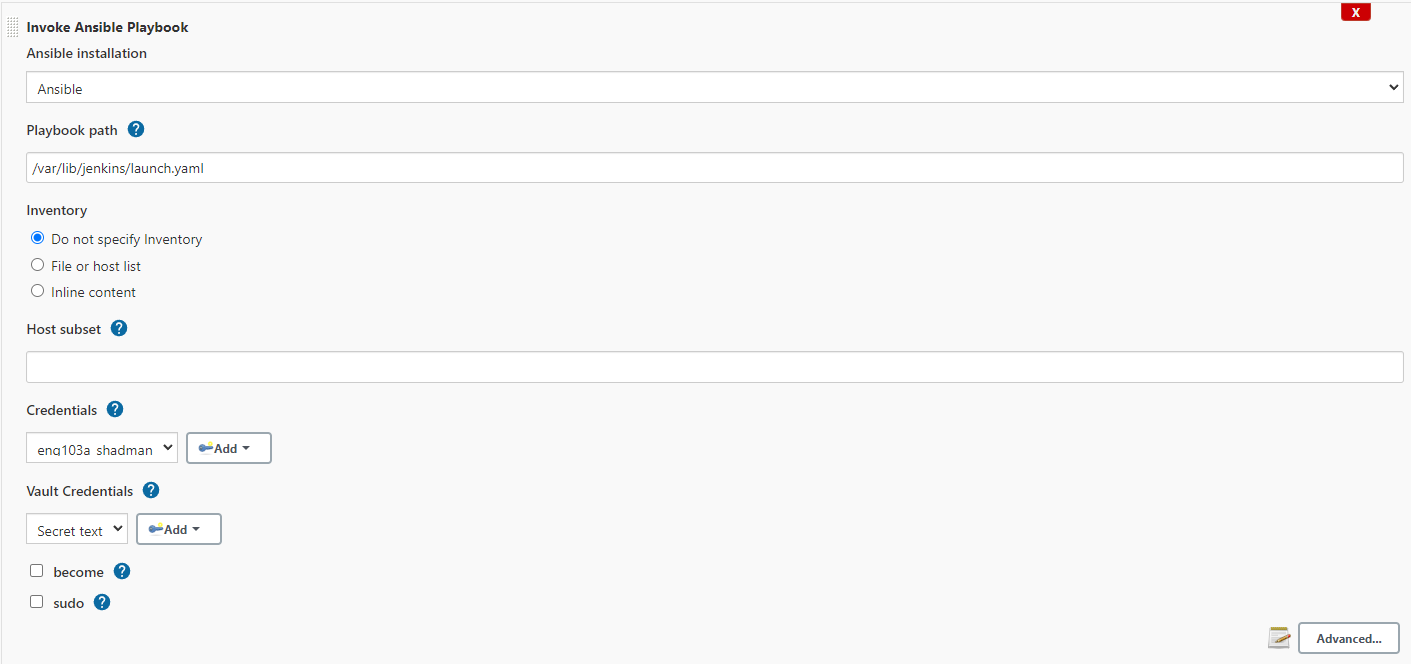 X
Invoke Ansible Playbook
Ansible installation
Ansible
Playbook path ?
/var/lib/jenkins/launch.yaml
Inventory
Do not specify Inventory
File or host list
Inline content
Host subset ?
Credentials ?
eng103a_shadman Add
Vault Credentials ?
Secret text Add
become ?
sudo ?
Advanced...